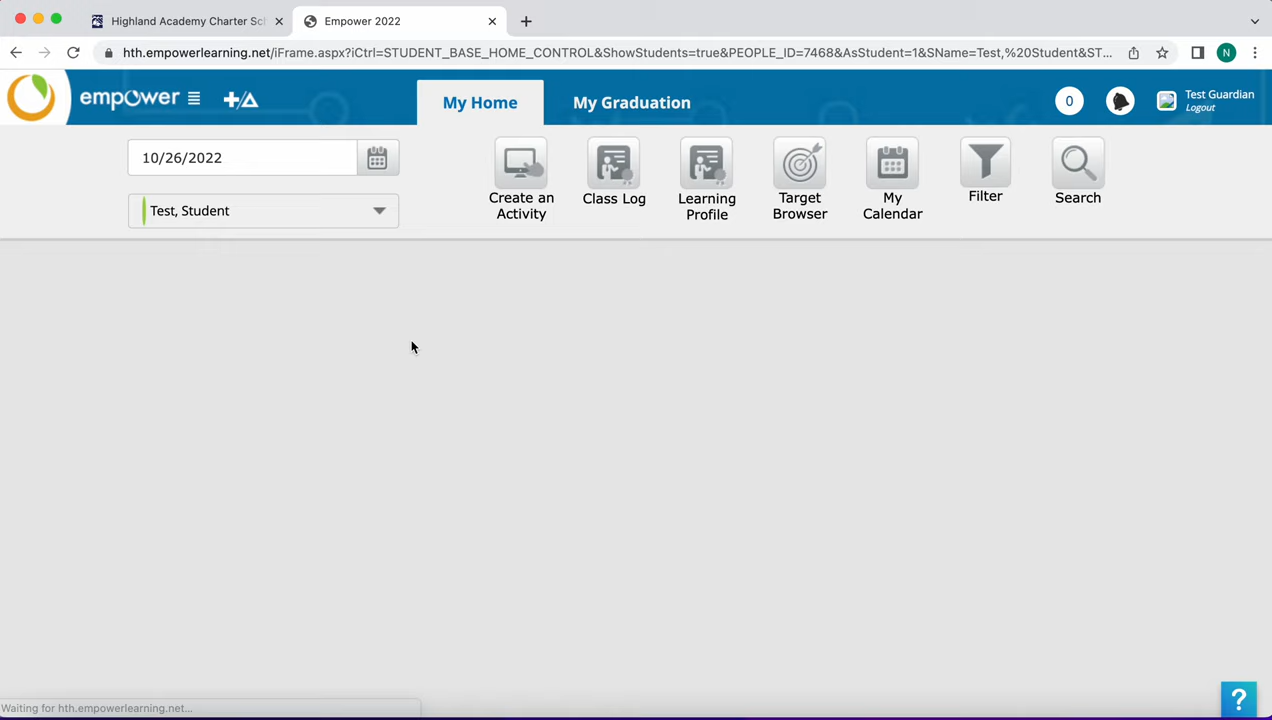 Highland Academy Charter Sch
Empower 2022
hth.empowerlearning.net/iFrame.aspx?iCtrl=STUDENT_BASE_HOME_CONTROL&ShowStudents=true&PEOPLE_ID=7468&AsStudent=1&SName=Test,%20Student&ST...
N
empower
My Home
My Graduation
0
Test Guardian
Logout
10/26/2022
Test, Student
Create an
Activity
Class Log
Learning
Profile
Target
Browser
My
Calendar
Filter
Search
Waiting for hth.empowerlearning.net...
?